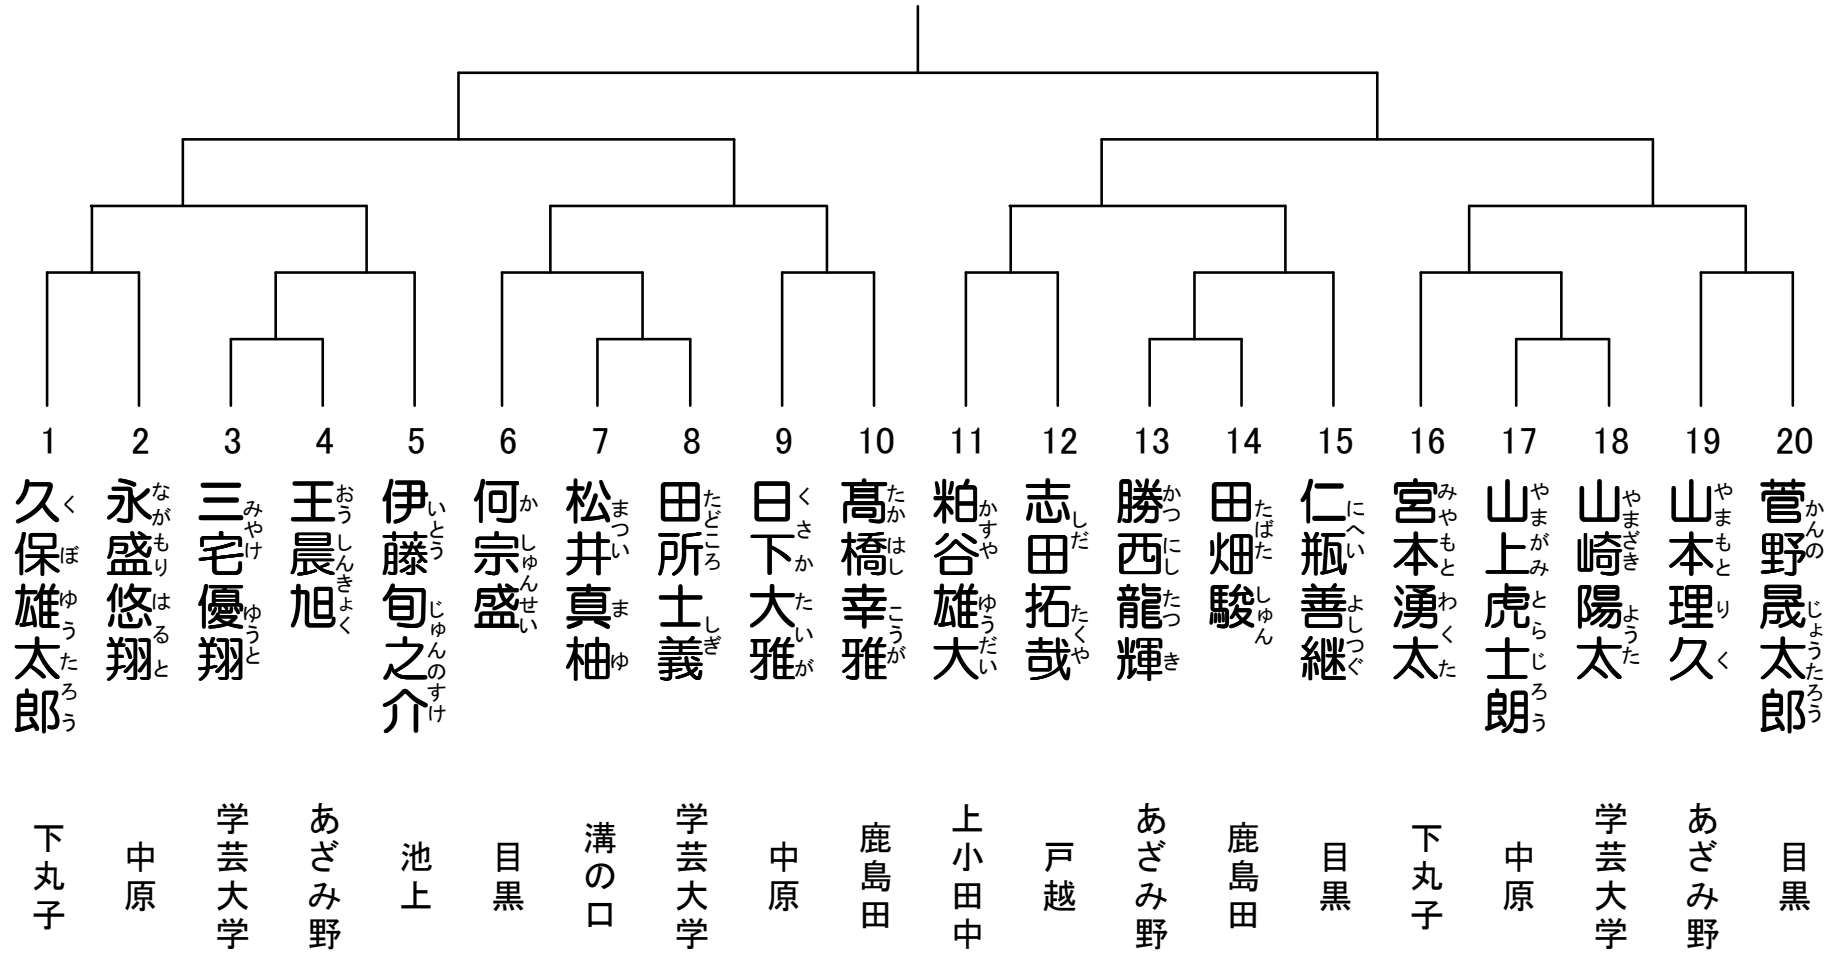 1 2 3 4 5 6 7 8 9 10 11 12 13 14 15 16 17 18 19 20
久保雄太郎
くぼゆうたろう
下丸子
永盛悠翔
ながもりはると
中原
三宅優翔
みやけゆうと
学芸大学
王晨旭
おうしんきょく
あざみ野
伊藤旬之介
いとうじゅんのすけ
池上
何宗盛
かしゅんせい
目黒
松井真柚
まついまゆ
溝の口
田所士義
たどころしぎ
学芸大学
日下大雅
くさかたいが
中原
髙橋幸雅
たかはしこうが
鹿島田
粕谷雄大
かすやゆうだい
上小田中
志田拓哉
しだたくや
戸越
勝西龍輝
かつにしたつき
あざみ野
田畑駿
たばたしゅん
鹿島田
仁瓶善継
にへいよしつぐ
目黒
宮本湧太
みやもとわくた
下丸子
山上虎士朗
やまがみとらじろう
中原
山崎陽太
やまざきようた
学芸大学
山本理久
やまもとりく
あざみ野
菅野晟太郎
かんのじょうたろう
目黒